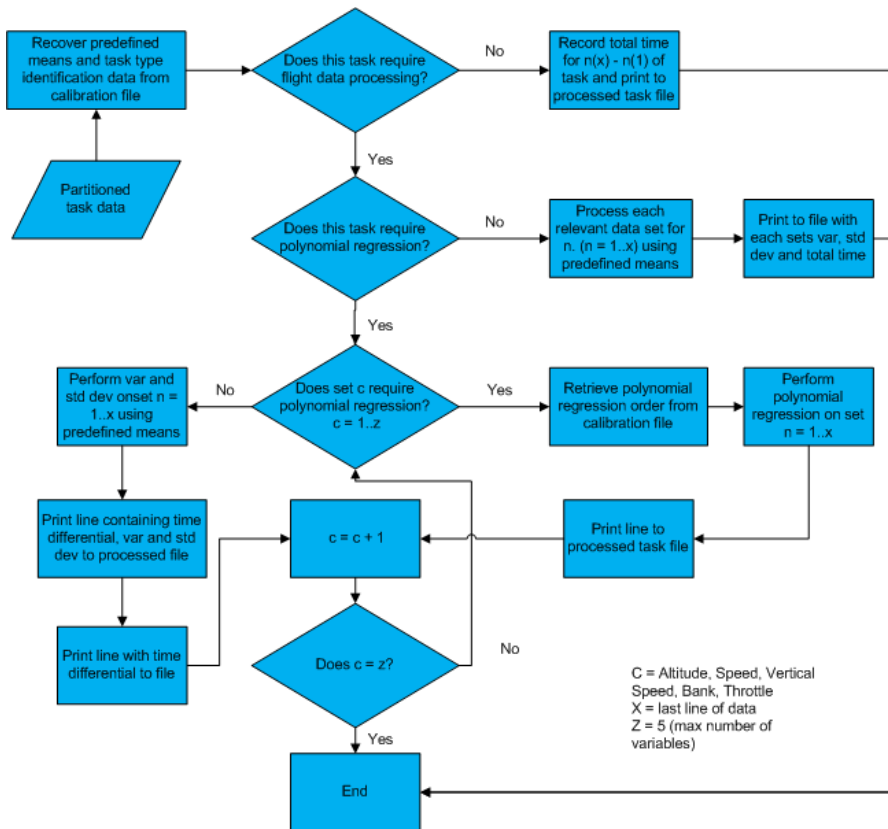 Recover predefined
means and task type
identification data from
calibration file
Does this task require
flight data processing?
No
Record total time
for n(x) - n(1) of
task and print to
processed task file
Yes
Partitioned
task data
Does this task require
polynomial regression?
No
Process each
relevant data set for
n. (n = 1..x) using
predefined means
Print to file with
each sets var, std
dev and total time
Yes
Perform var and
std dev onset n =
1..x using
predefined means
No
Does set c require
polynomial regression?
c = 1..z
Yes
Retrieve polynomial
regression order from
calibration file
Perform
polynomial
regression on set
n = 1..x
Print line containing time
differential, var and std
dev to processed file
c = c + 1
Print line to
processed task file
Print line with time
differential to file
Does c = z?
No
C = Altitude, Speed, Vertical
Speed, Bank, Throttle
X = last line of data
Z = 5 (max number of
variables)
Yes
End